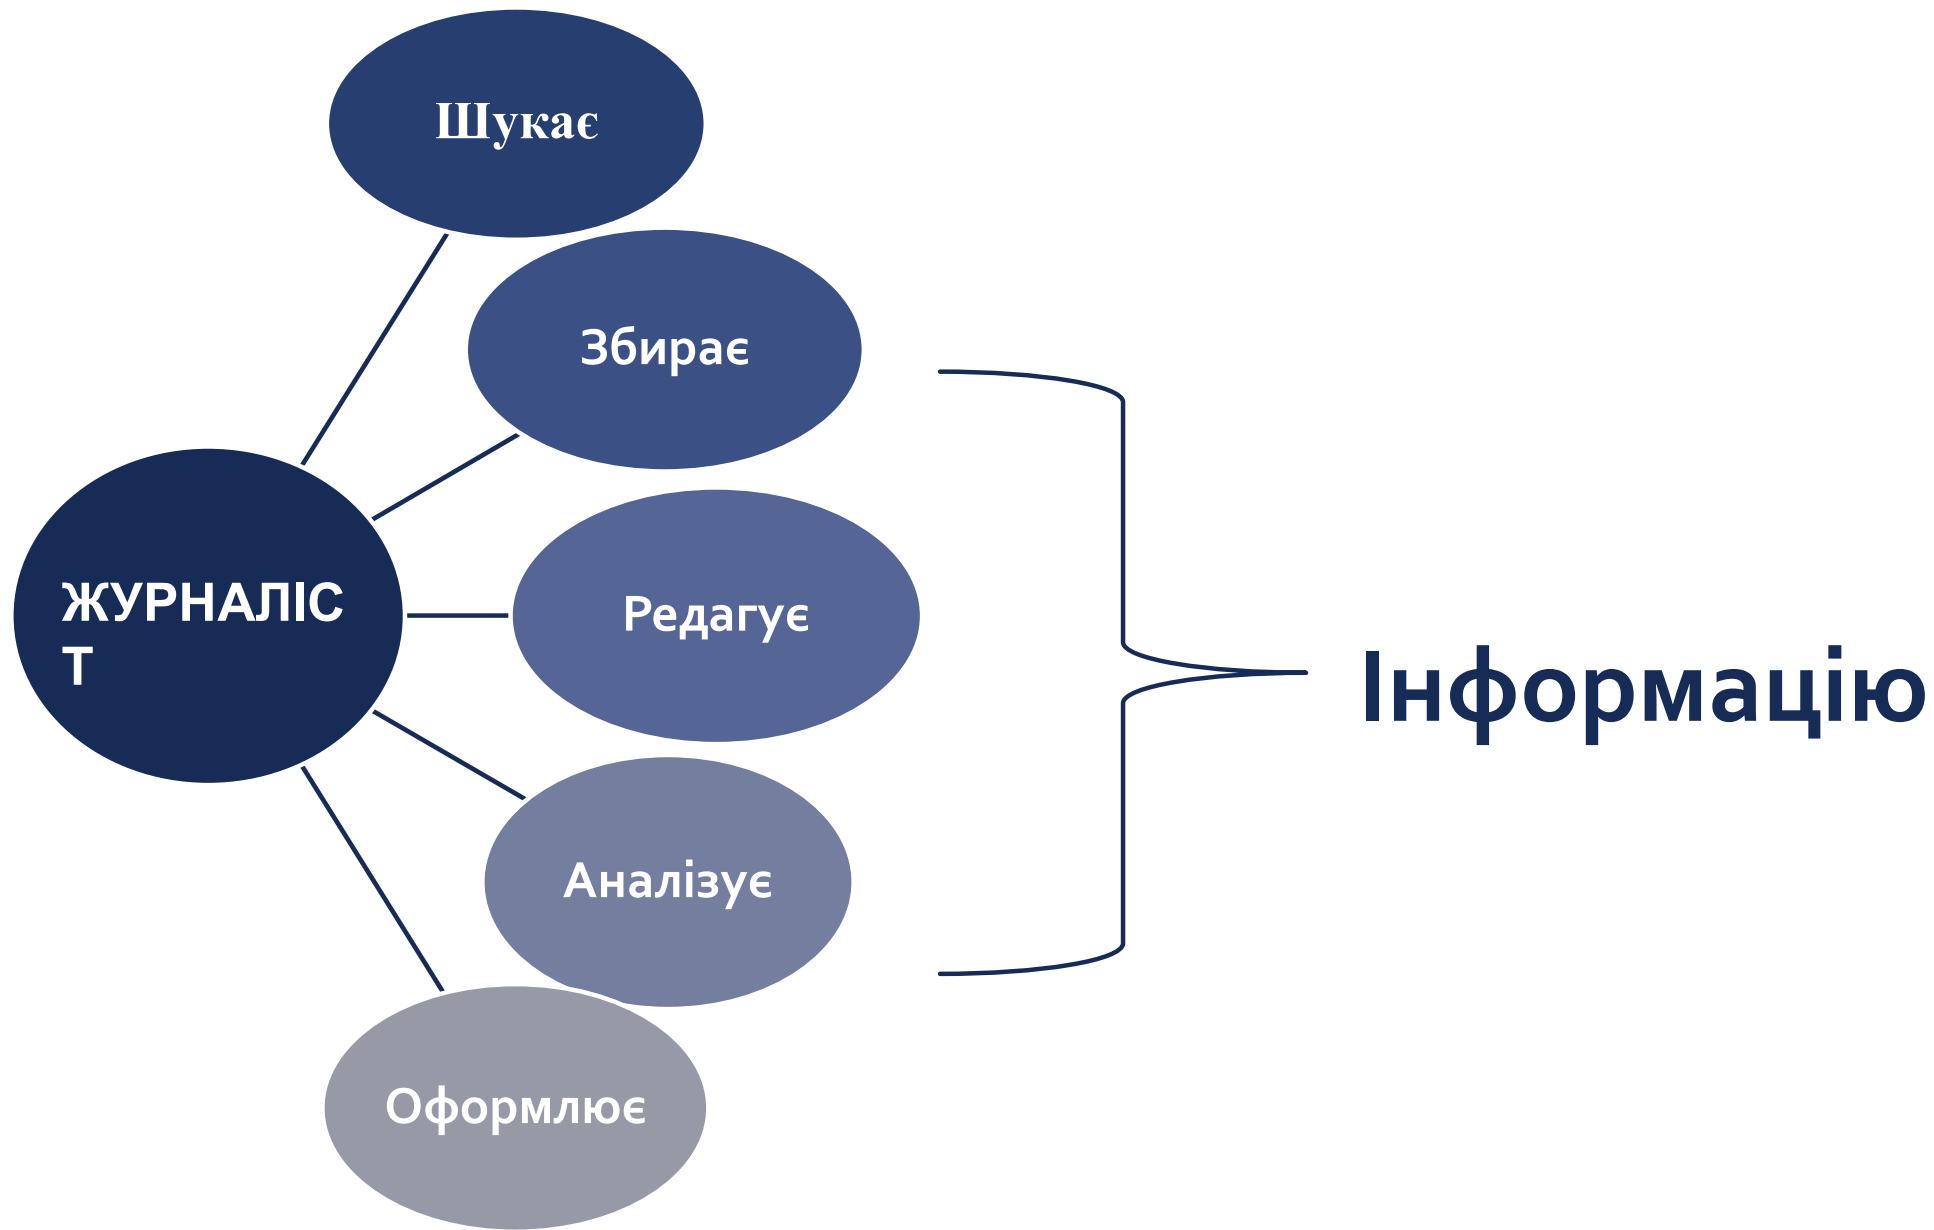 Шукає
Збирає
ЖУРНАЛІС
Т
Редагує
Аналізує
Оформлює
Інформацію